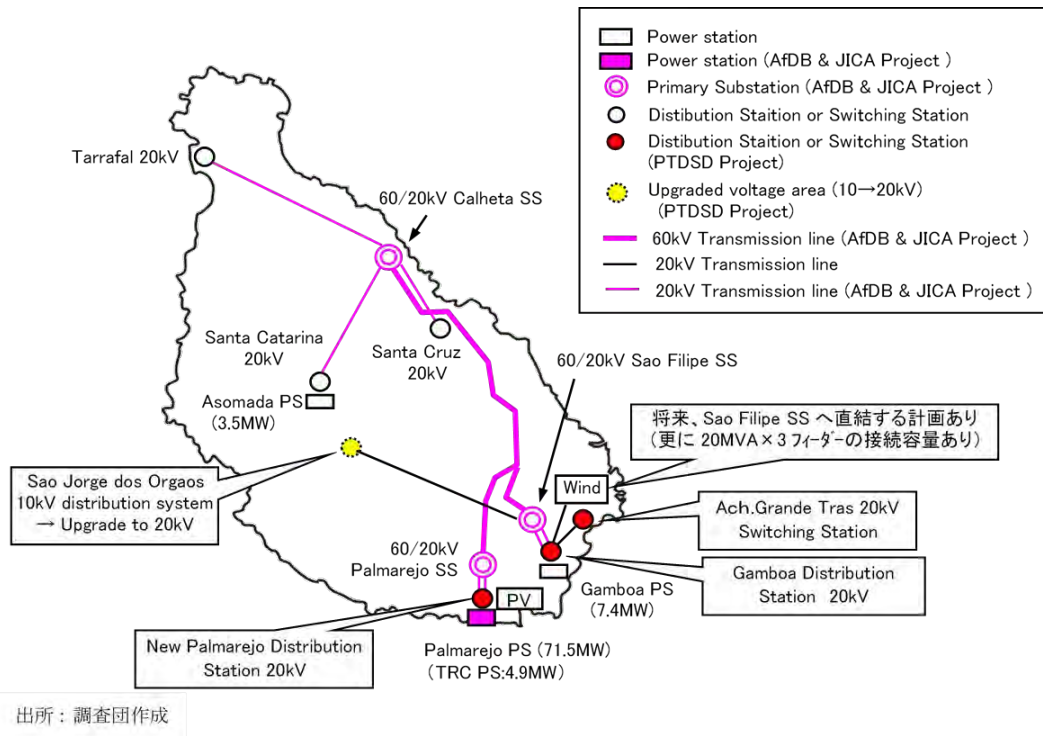 Power station
Power station (AfDB & JICA Project )
Primary Substation (AfDB & JICA Project )
Distibution Staition or Switching Station
Distibution Staition or Switching Station
(PTDSD Project)
Upgraded voltage area (10→20kV)
(PTDSD Project)
60kV Transmission line (AfDB & JICA Project )
20kV Transmission line
20kV Transmission line (AfDB & JICA Project )
Tarrafal 20kV
60/20kV Calheta SS
Santa Catarina
20kV
Santa Cruz
20kV
60/20kV Sao Filipe SS
Asomada PS
(3.5MW)
将来、Sao Filipe SS へ直結する計画あり
(更に 20MVA×3 フィーダーの接続容量あり)
Sao Jorge dos Orgaos
10kV distribution system
→ Upgrade to 20kV
Wind
Ach.Grande Tras 20kV
Switching Station
60/20kV
Palmarejo SS
Gamboa PS
(7.4MW)
Gamboa Distribution
Station 20kV
PV
New Palmarejo Distribution
Station 20kV
Palmarejo PS (71.5MW)
(TRC PS:4.9MW)
出所：調査団作成